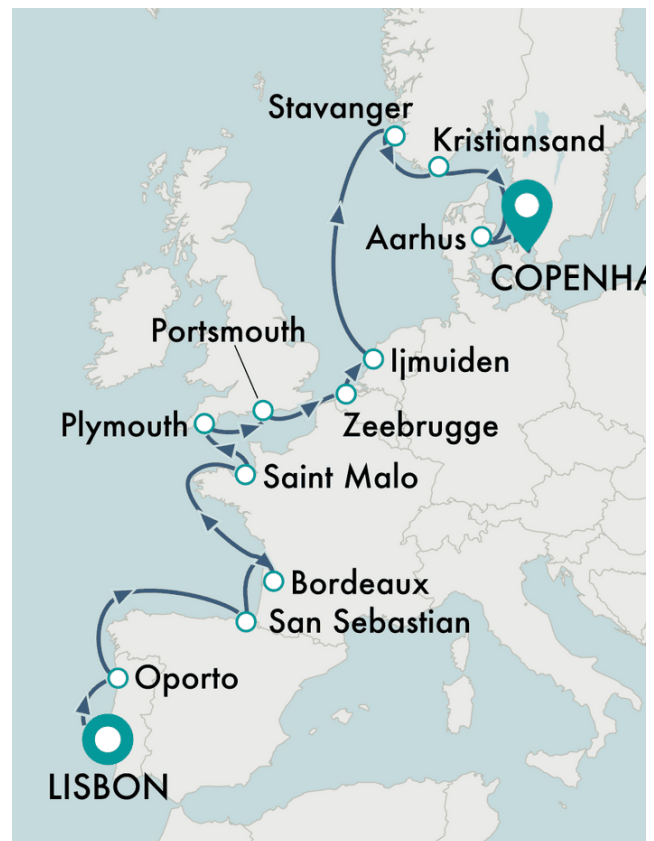 Stavanger
Kristiansand
Aarhus
COPENHA
Portsmouth
Ijmuiden
Plymouth
Zeebrugge
Saint Malo
Bordeaux
San Sebastian
Oporto
LISBON